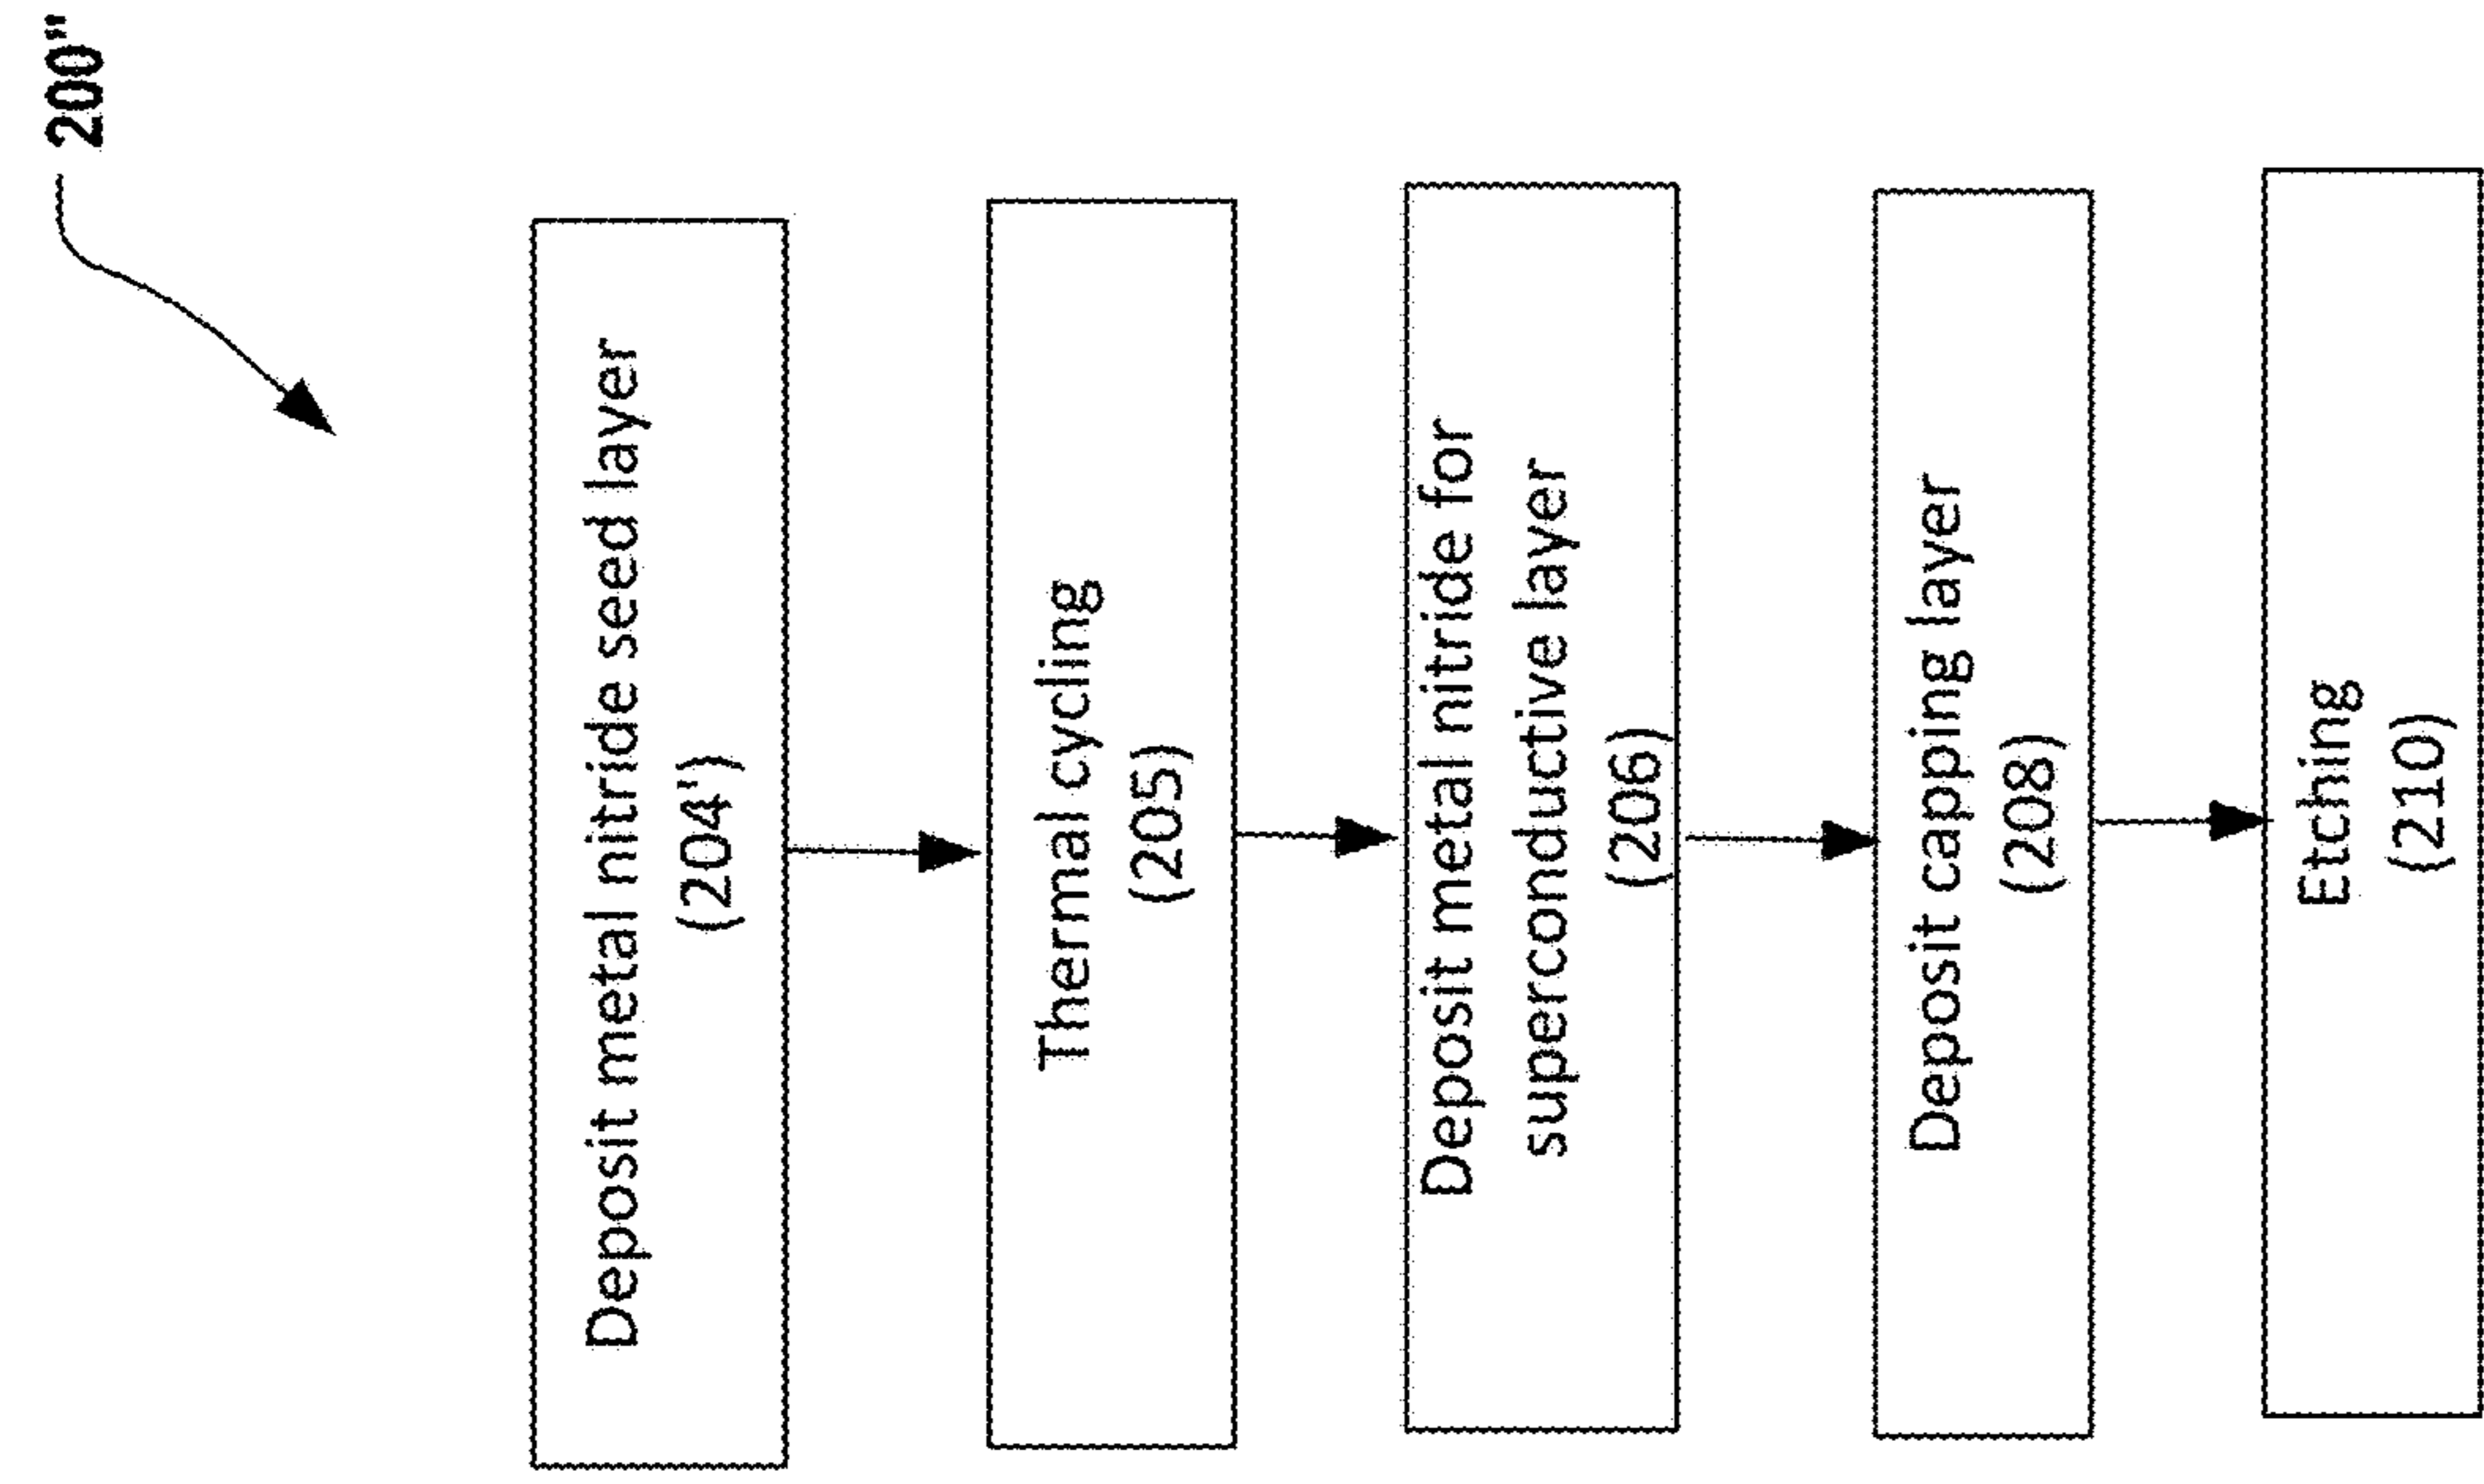 200"
Deposit metal nitride seed layer
(204')
Thermal cycling
(205)
Deposit metal nitride for
superconductive layer
(206)
Deposit capping layer
(208)
Etching
(210)